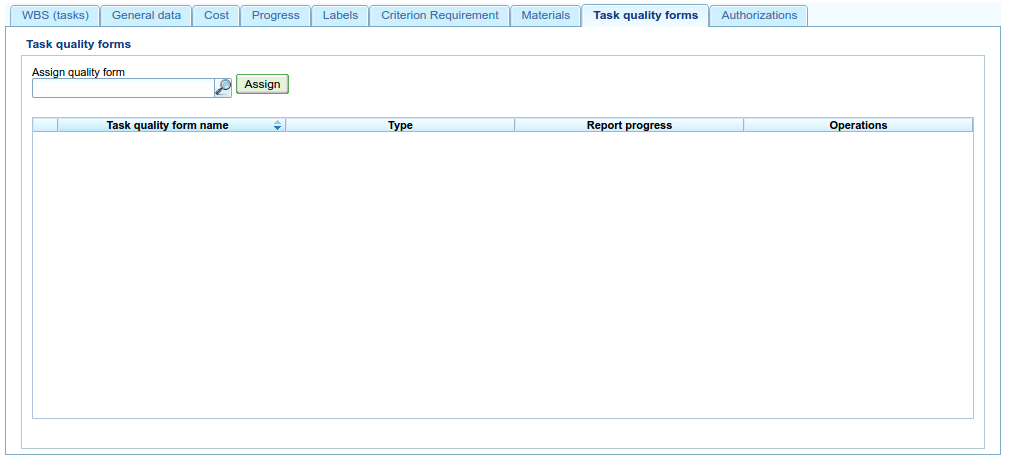 WBS (tasks) General data Cost Progress Labels Criterion Requirement Materials Task quality forms Authorizations
Task quality forms
Assign quality form
Assign
Task quality form name Type Report progress Operations